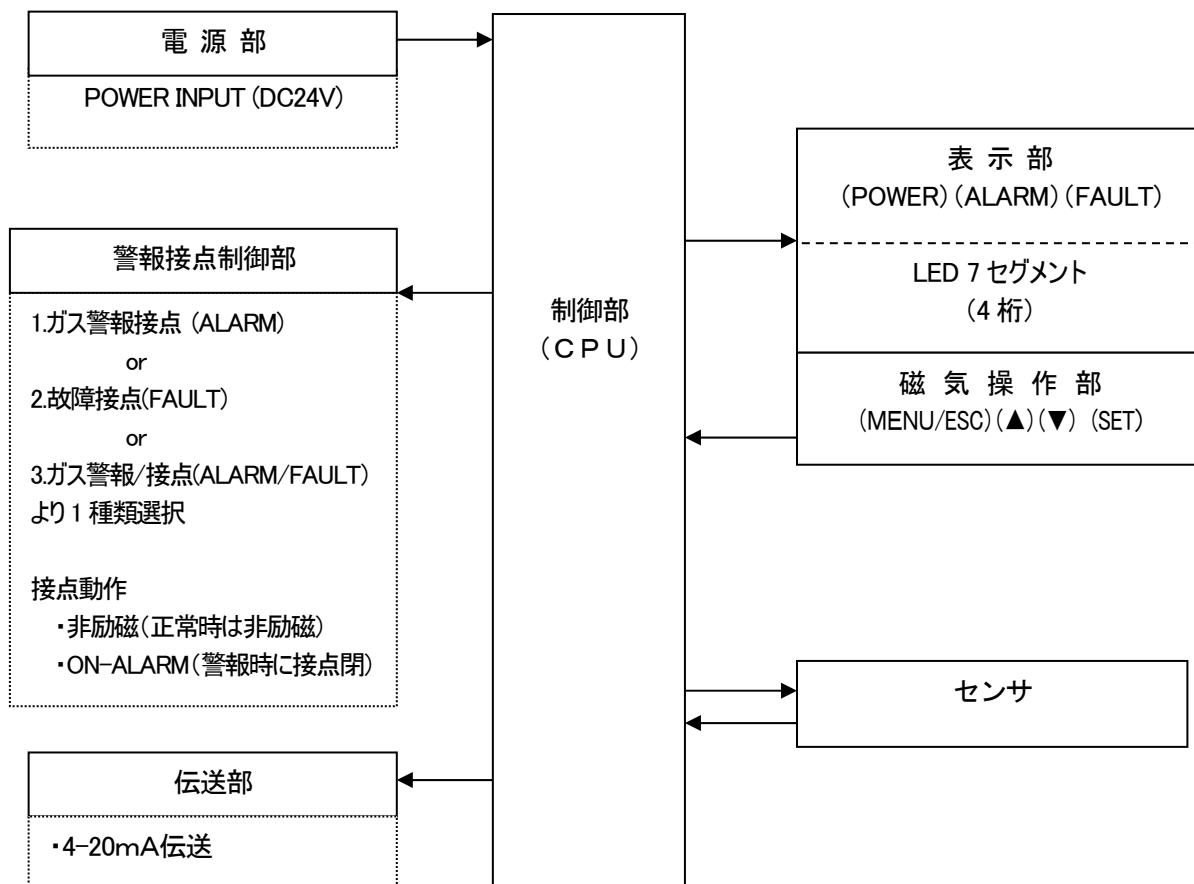 電 源 部
POWER INPUT (DC24V)
警報接点制御部
1.ガス警報接点 (ALARM)
or
2.故障接点(FAULT)
or
3.ガス警報/接点(ALARM/FAULT)
より 1 種類選択
接点動作
・非励磁(正常時は非励磁)
・ON-ALARM(警報時に接点閉)
伝送部
・4-20mA伝送
制御部
(CPU)
表 示 部
(POWER)(ALARM)(FAULT)
LED 7 セグメント
(4 桁)
磁 気 操 作 部
(MENU/ESC)(▲)(▼) (SET)
センサ